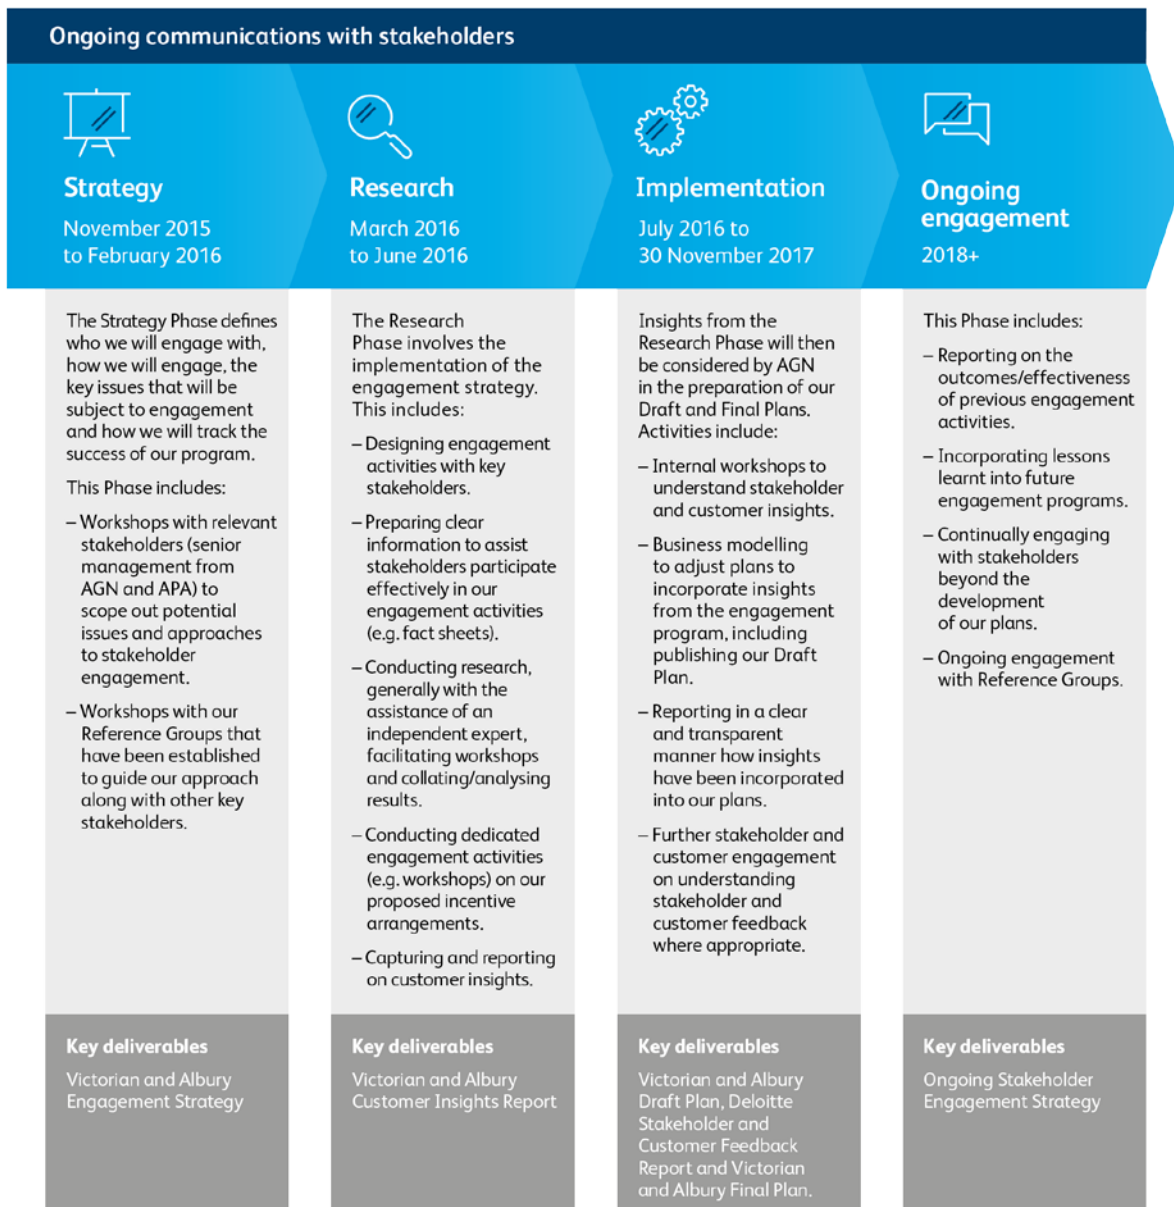 Ongoing communications with stakeholders
Strategy
November 2015
to February 2016
The Strategy Phase defines
who we will engage with,
how we will engage, the
key issues that will be
subject to engagement
and how we will track the
success of our program.
This Phase includes:
– Workshops with relevant
stakeholders (senior
management from
AGN and APA) to
scope out potential
issues and approaches
to stakeholder
engagement.
– Workshops with our
Reference Groups that
have been established
to guide our approach
along with other key
stakeholders.
Key deliverables
Victorian and Albury
Engagement Strategy
Research
March 2016
to June 2016
The Research
Phase involves the
implementation of the
engagement strategy.
This includes:
– Designing engagement
activities with key
stakeholders.
– Preparing clear
information to assist
stakeholders participate
effectively in our
engagement activities
(e.g. fact sheets).
– Conducting research,
generally with the
assistance of an
independent expert,
facilitating workshops
and collating/analysing
results.
– Conducting dedicated
engagement activities
(e.g. workshops) on our
proposed incentive
arrangements.
– Capturing and reporting
on customer insights.
Key deliverables
Victorian and Albury
Customer Insights Report
Implementation
July 2016 to
30 November 2017
Insights from the
Research Phase will then
be considered by AGN
in the preparation of our
Draft and Final Plans.
Activities include:
– Internal workshops to
understand stakeholder
and customer insights.
– Business modelling
to adjust plans to
incorporate insights
from the engagement
program, including
publishing our Draft
Plan.
– Reporting in a clear
and transparent
manner how insights
have been incorporated
into our plans.
– Further stakeholder and
customer engagement
on understanding
stakeholder and
customer feedback
where appropriate.
Key deliverables
Victorian and Albury
Draft Plan, Deloitte
Stakeholder and
Customer Feedback
Report and Victorian
and Albury Final Plan.
Ongoing
engagement
2018+
This Phase includes:
– Reporting on the
outcomes/effectiveness
of previous engagement
activities.
– Incorporating lessons
learnt into future
engagement programs.
– Continually engaging
with stakeholders
beyond the
development
of our plans.
– Ongoing engagement
with Reference Groups.
Key deliverables
Ongoing Stakeholder
Engagement Strategy